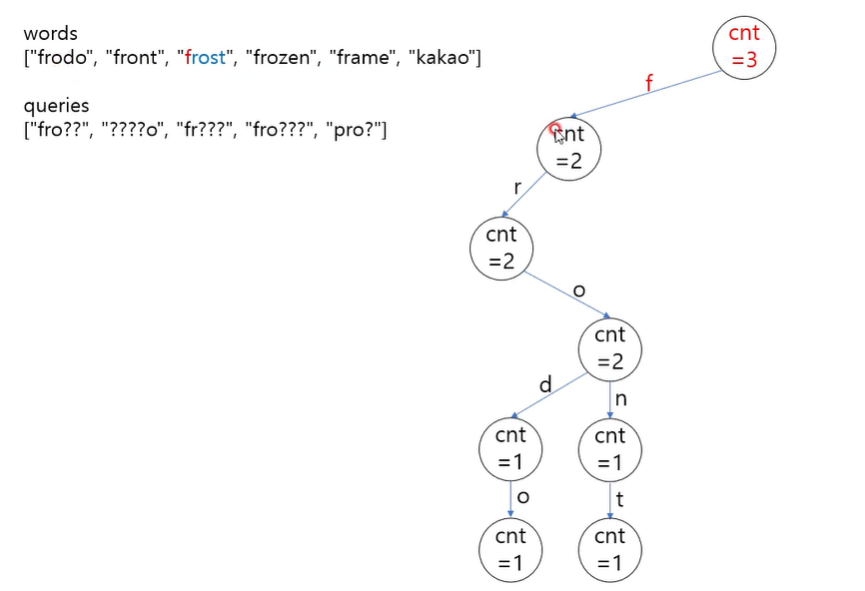 words
["frodo", "front", "frost", "frozen", "frame", "kakao"]
queries
["fro??", "????o", "fr???", "fro???", "pro?"]
cnt
=3
f
cnt
=2
r
cnt
=2
o
cnt
=2
d
n
cnt
=1
cnt
=1
o
t
cnt
=1
cnt
=1